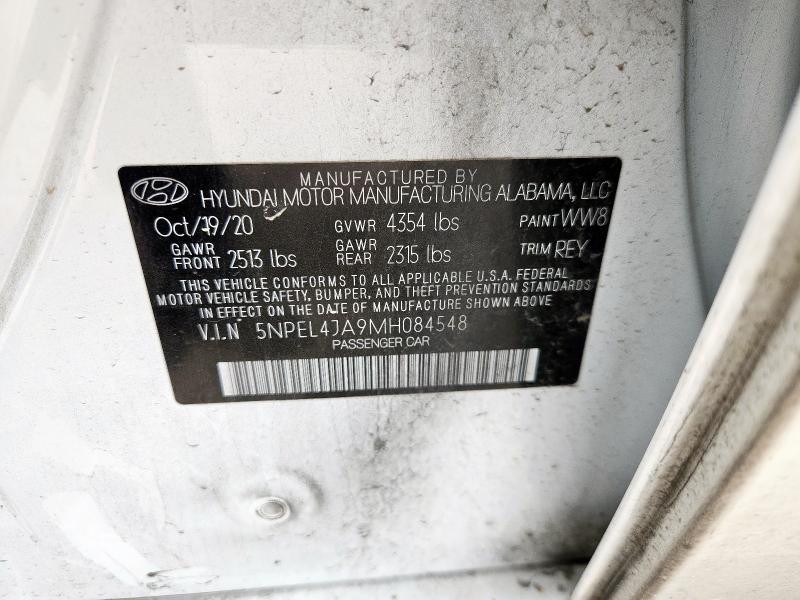 MANUFACTURED BY
HYUNDAI MOTOR MANUFACTURING ALABAMA, LLC
Oct/19/20 GVWR 4354 lbs PAINT WW8
GAWR FRONT 2513 lbs GAWR REAR 2315 lbs TRIM REY
THIS VEHICLE CONFORMS TO ALL APPLICABLE U.S.A. FEDERAL
MOTOR VEHICLE SAFETY, BUMPER, AND THEFT PREVENTION STANDARDS
IN EFFECT ON THE DATE OF MANUFACTURE SHOWN ABOVE
V.I.N 5NPEL4JA9MH084548
PASSENGER CAR